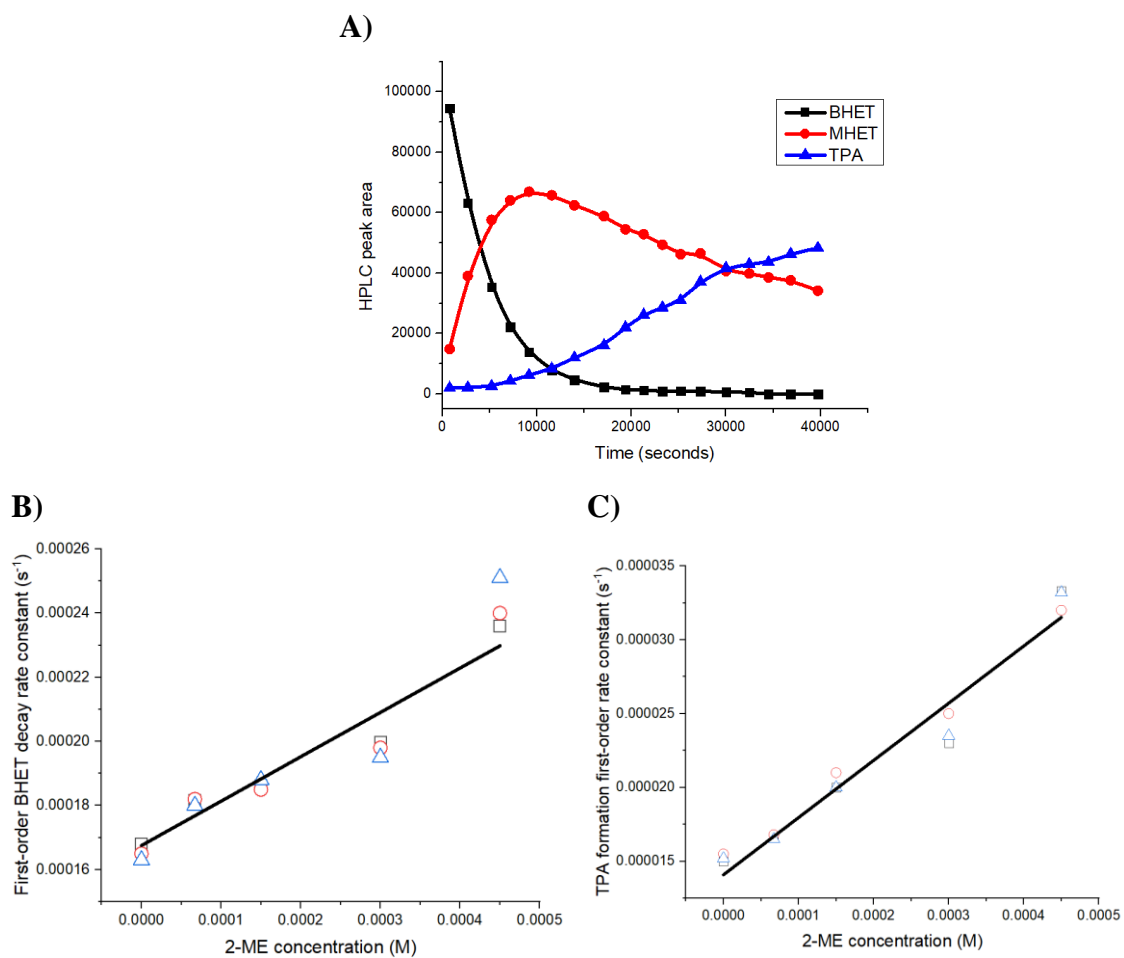 A)
BHET
MHET
TPA
100000
80000
60000
40000
20000
0
HPLC peak area
0 10000 20000 30000 40000
Time (seconds)
B)
0.00026
0.00024
0.00022
0.00020
0.00018
0.00016
First-order BHET decay rate constant (s⁻¹)
0.0000 0.0001 0.0002 0.0003 0.0004 0.0005
2-ME concentration (M)
C)
0.000035
0.000030
0.000025
0.000020
0.000015
TPA formation first-order rate constant (s⁻¹)
0.0000 0.0001 0.0002 0.0003 0.0004 0.0005
2-ME concentration (M)